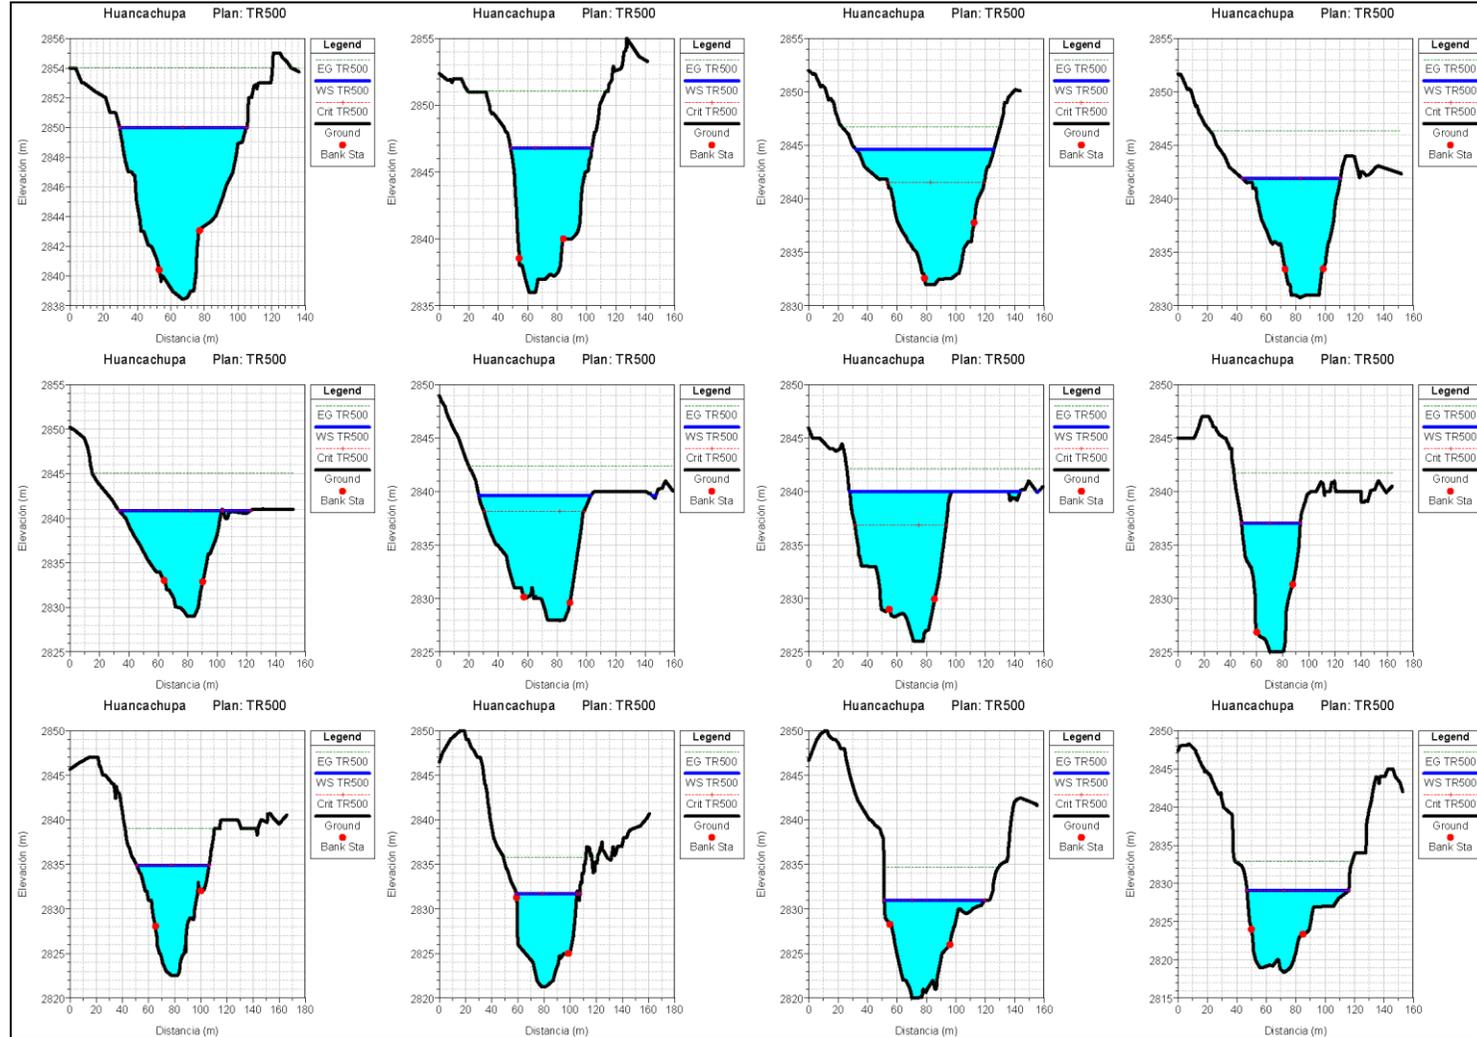 Huancachupa Plan: TR500
Elevación (m)
2856
2854
2852
2850
2848
2846
2844
2842
2840
2838
0 20 40 60 80 100 120 140
Distancia (m)
Legend
EG TR500
WS TR500
Crit TR500
Ground
Bank Sta
Huancachupa Plan: TR500
Elevación (m)
2855
2850
2845
2840
2835
0 20 40 60 80 100 120 140 160
Distancia (m)
Legend
EG TR500
WS TR500
Crit TR500
Ground
Bank Sta
Huancachupa Plan: TR500
Elevación (m)
2855
2850
2845
2840
2835
2830
0 20 40 60 80 100 120 140 160
Distancia (m)
Legend
EG TR500
WS TR500
Crit TR500
Ground
Bank Sta
Huancachupa Plan: TR500
Elevación (m)
2855
2850
2845
2840
2835
2830
0 20 40 60 80 100 120 140 160
Distancia (m)
Legend
EG TR500
WS TR500
Crit TR500
Ground
Bank Sta
Huancachupa Plan: TR500
Elevación (m)
2855
2850
2845
2840
2835
2830
2825
0 20 40 60 80 100 120 140 160
Distancia (m)
Legend
EG TR500
WS TR500
Crit TR500
Ground
Bank Sta
Huancachupa Plan: TR500
Elevación (m)
2850
2845
2840
2835
2830
2825
0 20 40 60 80 100 120 140 160
Distancia (m)
Legend
EG TR500
WS TR500
Crit TR500
Ground
Bank Sta
Huancachupa Plan: TR500
Elevación (m)
2850
2845
2840
2835
2830
2825
0 20 40 60 80 100 120 140 160
Distancia (m)
Legend
EG TR500
WS TR500
Crit TR500
Ground
Bank Sta
Huancachupa Plan: TR500
Elevación (m)
2850
2845
2840
2835
2830
2825
0 20 40 60 80 100 120 140 160 180
Distancia (m)
Legend
EG TR500
WS TR500
Crit TR500
Ground
Bank Sta
Huancachupa Plan: TR500
Elevación (m)
2850
2845
2840
2835
2830
2825
2820
0 20 40 60 80 100 120 140 160 180
Distancia (m)
Legend
EG TR500
WS TR500
Crit TR500
Ground
Bank Sta
Huancachupa Plan: TR500
Elevación (m)
2850
2845
2840
2835
2830
2825
2820
0 20 40 60 80 100 120 140 160 180
Distancia (m)
Legend
EG TR500
WS TR500
Crit TR500
Ground
Bank Sta
Huancachupa Plan: TR500
Elevación (m)
2850
2845
2840
2835
2830
2825
2820
0 20 40 60 80 100 120 140 160
Distancia (m)
Legend
EG TR500
WS TR500
Crit TR500
Ground
Bank Sta
Huancachupa Plan: TR500
Elevación (m)
2850
2845
2840
2835
2830
2825
2820
2815
0 20 40 60 80 100 120 140 160
Distancia (m)
Legend
EG TR500
WS TR500
Crit TR500
Ground
Bank Sta